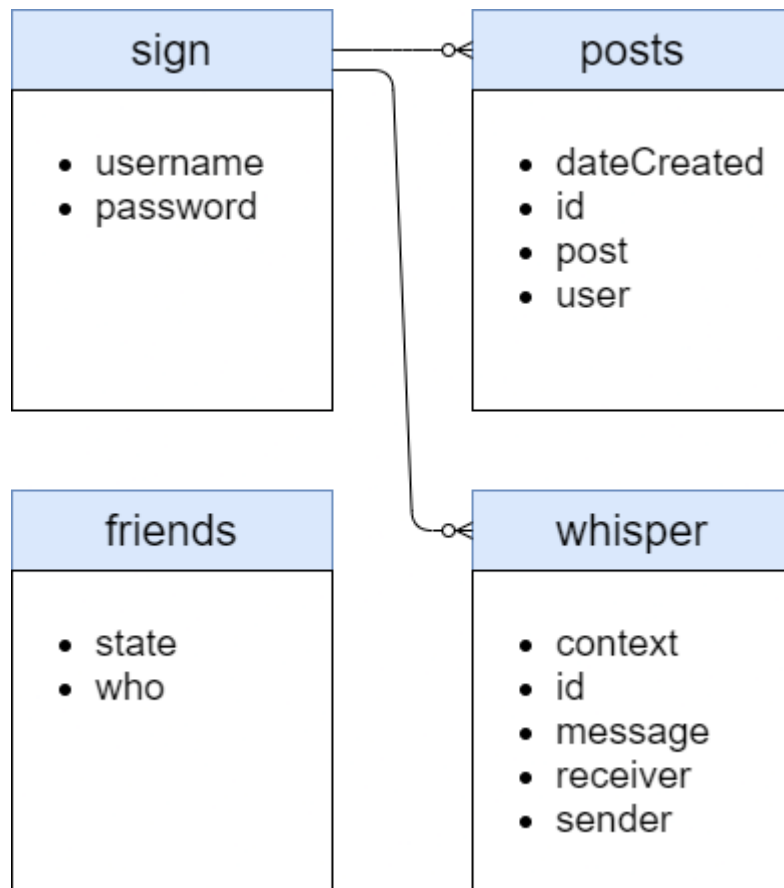 sign
username
password
posts
dateCreated
id
post
user
friends
state
who
whisper
context
id
message
receiver
sender